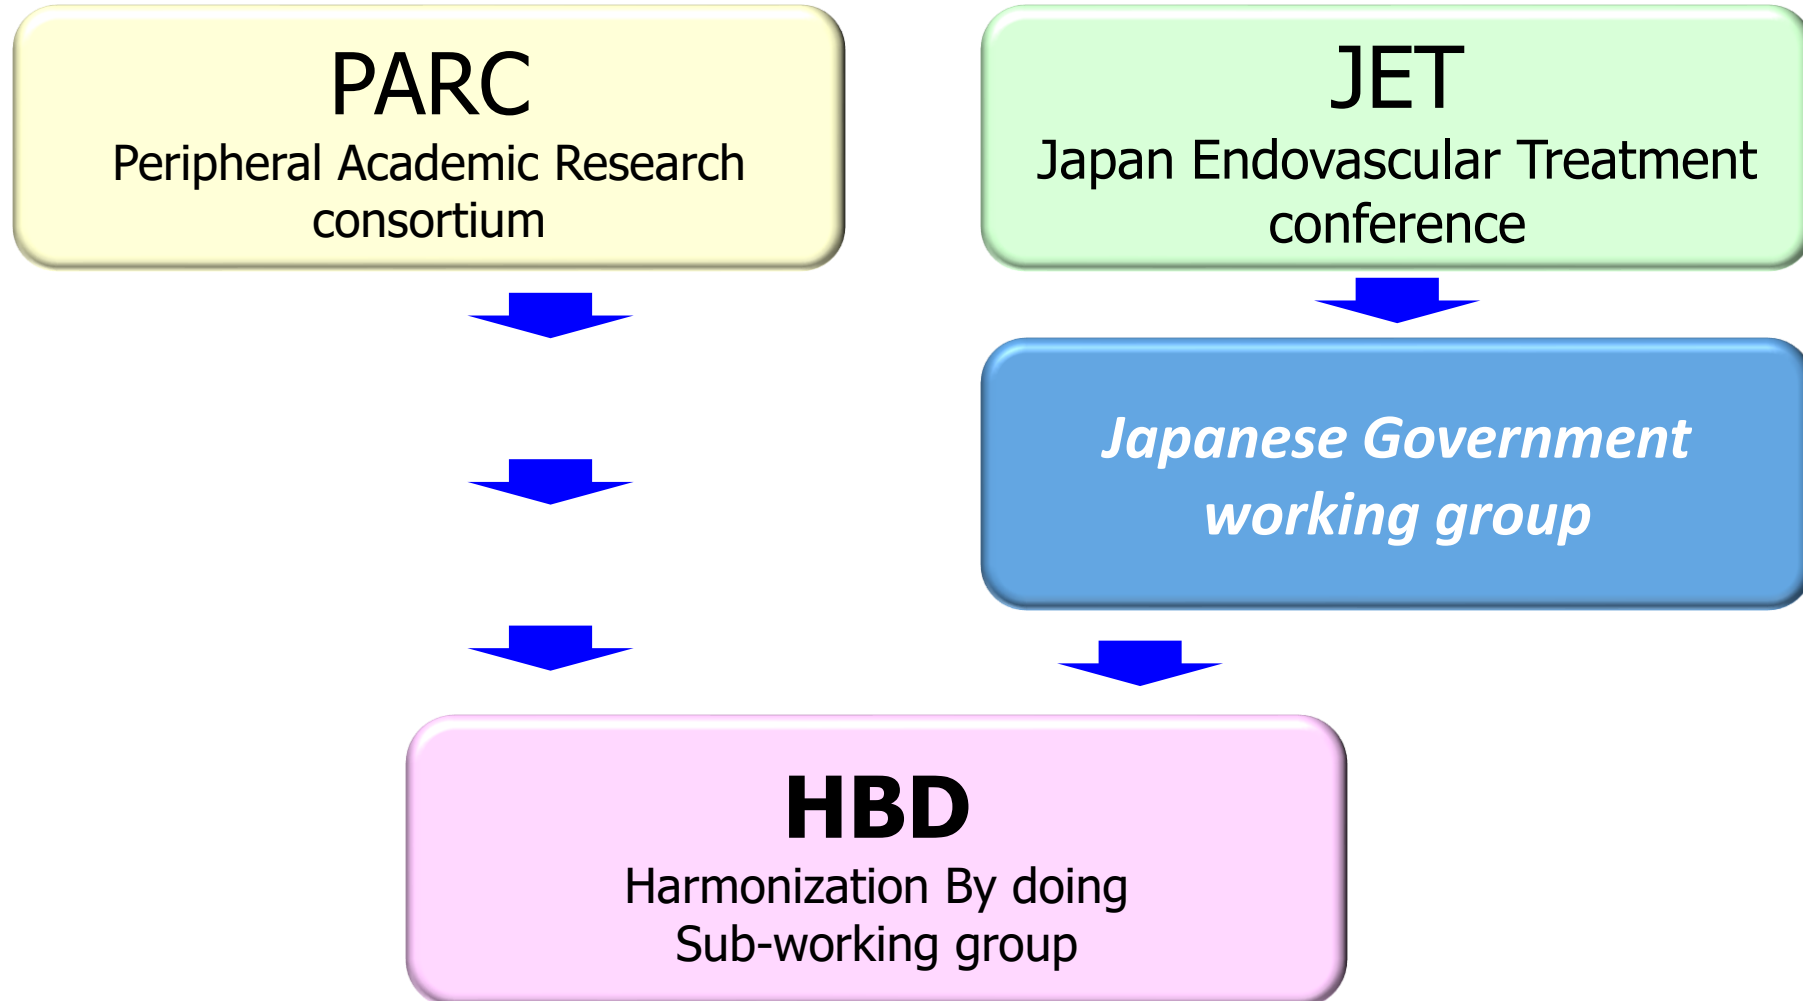 PARC
Peripheral Academic Research
consortium
JET
Japan Endovascular Treatment
conference
Japanese Government
working group
HBD
Harmonization By doing
Sub-working group